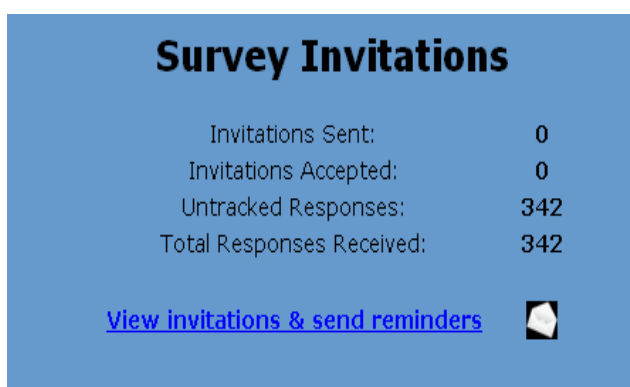 Survey Invitations
Invitations Sent: 0
Invitations Accepted: 0
Untracked Responses: 342
Total Responses Received: 342
View invitations & send reminders